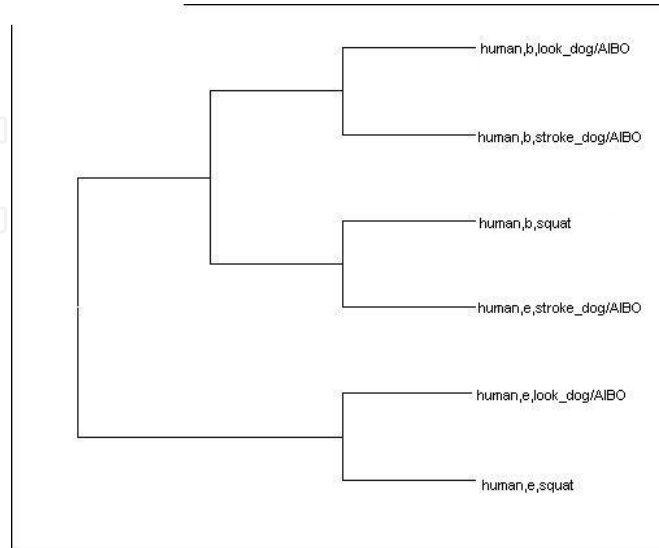 human,b,look_dog/AIBO
human,b,stroke_dog/AIBO
human,b,squat
human,e,stroke_dog/AIBO
human,e,look_dog/AIBO
human,e,squat